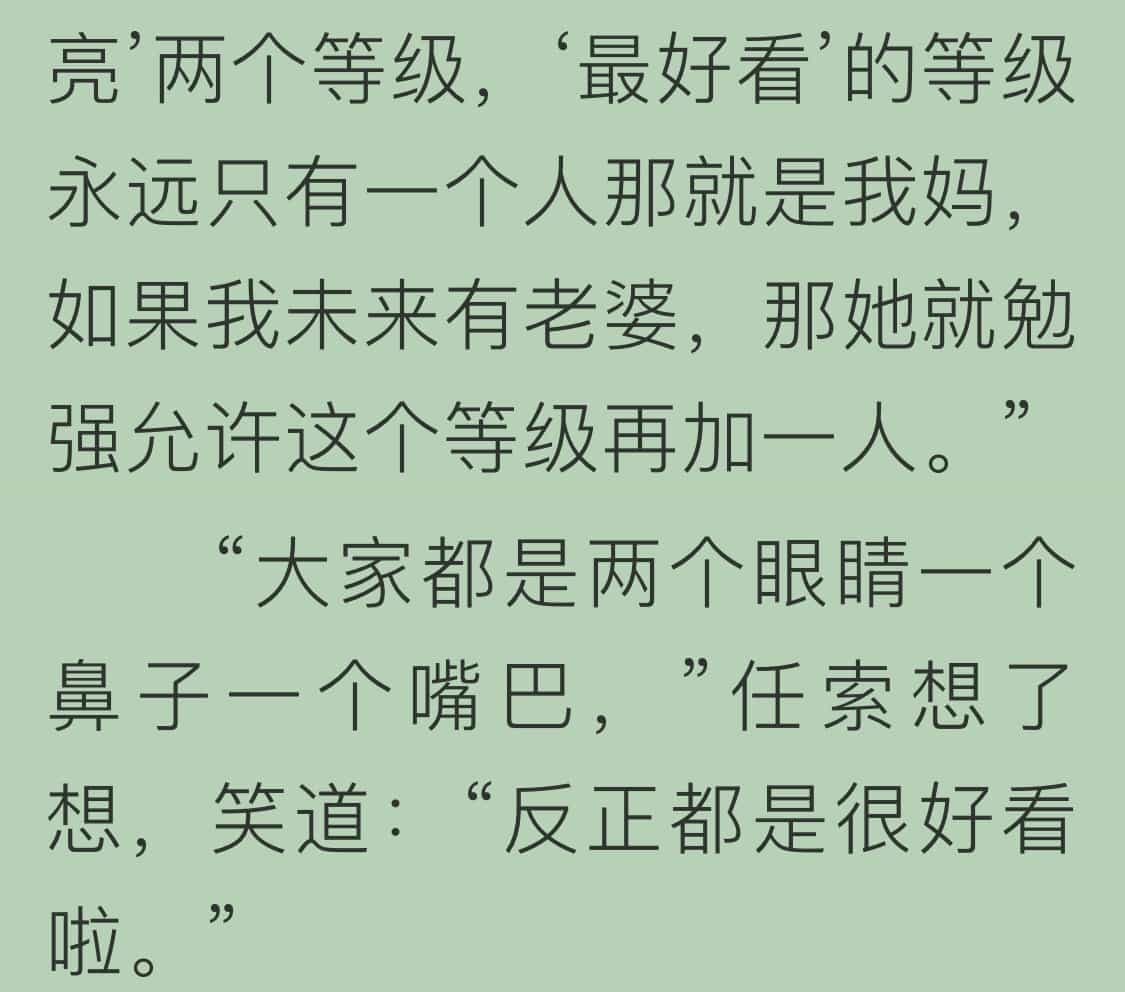 亮’两个等级，‘最好看’的等级
永远只有一个人那就是我妈，
如果我未来有老婆，那她就勉
强允许这个等级再加一人。”
“大家都是两个眼睛一个
鼻子一个嘴巴，”任索想了
想，笑道：“反正都是很好看
啦。”